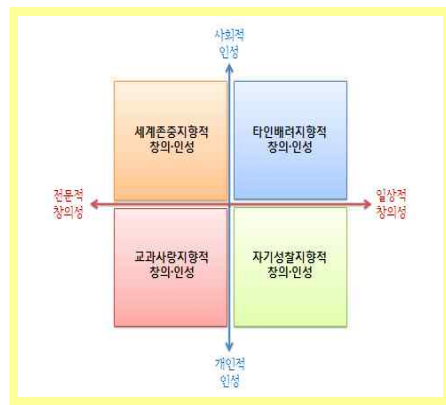 사회적
인성
세계존중지향적
창의·인성
타인배려지향적
창의·인성
전문적
창의성
일상적
창의성
교과사랑지향적
창의·인성
자기성찰지향적
창의·인성
개인적
인성